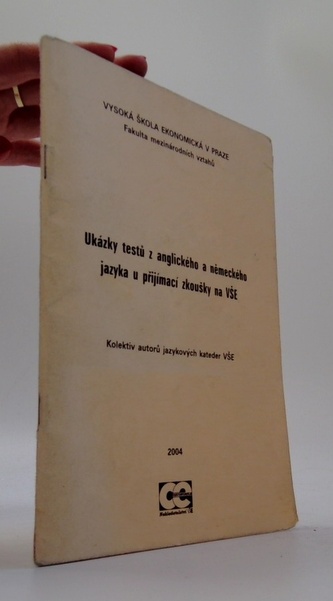 VYSOKÁ ŠKOLA EKONOMICKÁ V PRAZE
Fakulta mezinárodních vztahů
Ukázky testů z anglického a německého
jazyka u přijímací zkoušky na VŠE
Kolektiv autorů jazykových kateder VŠE
2004
Nakladatelství